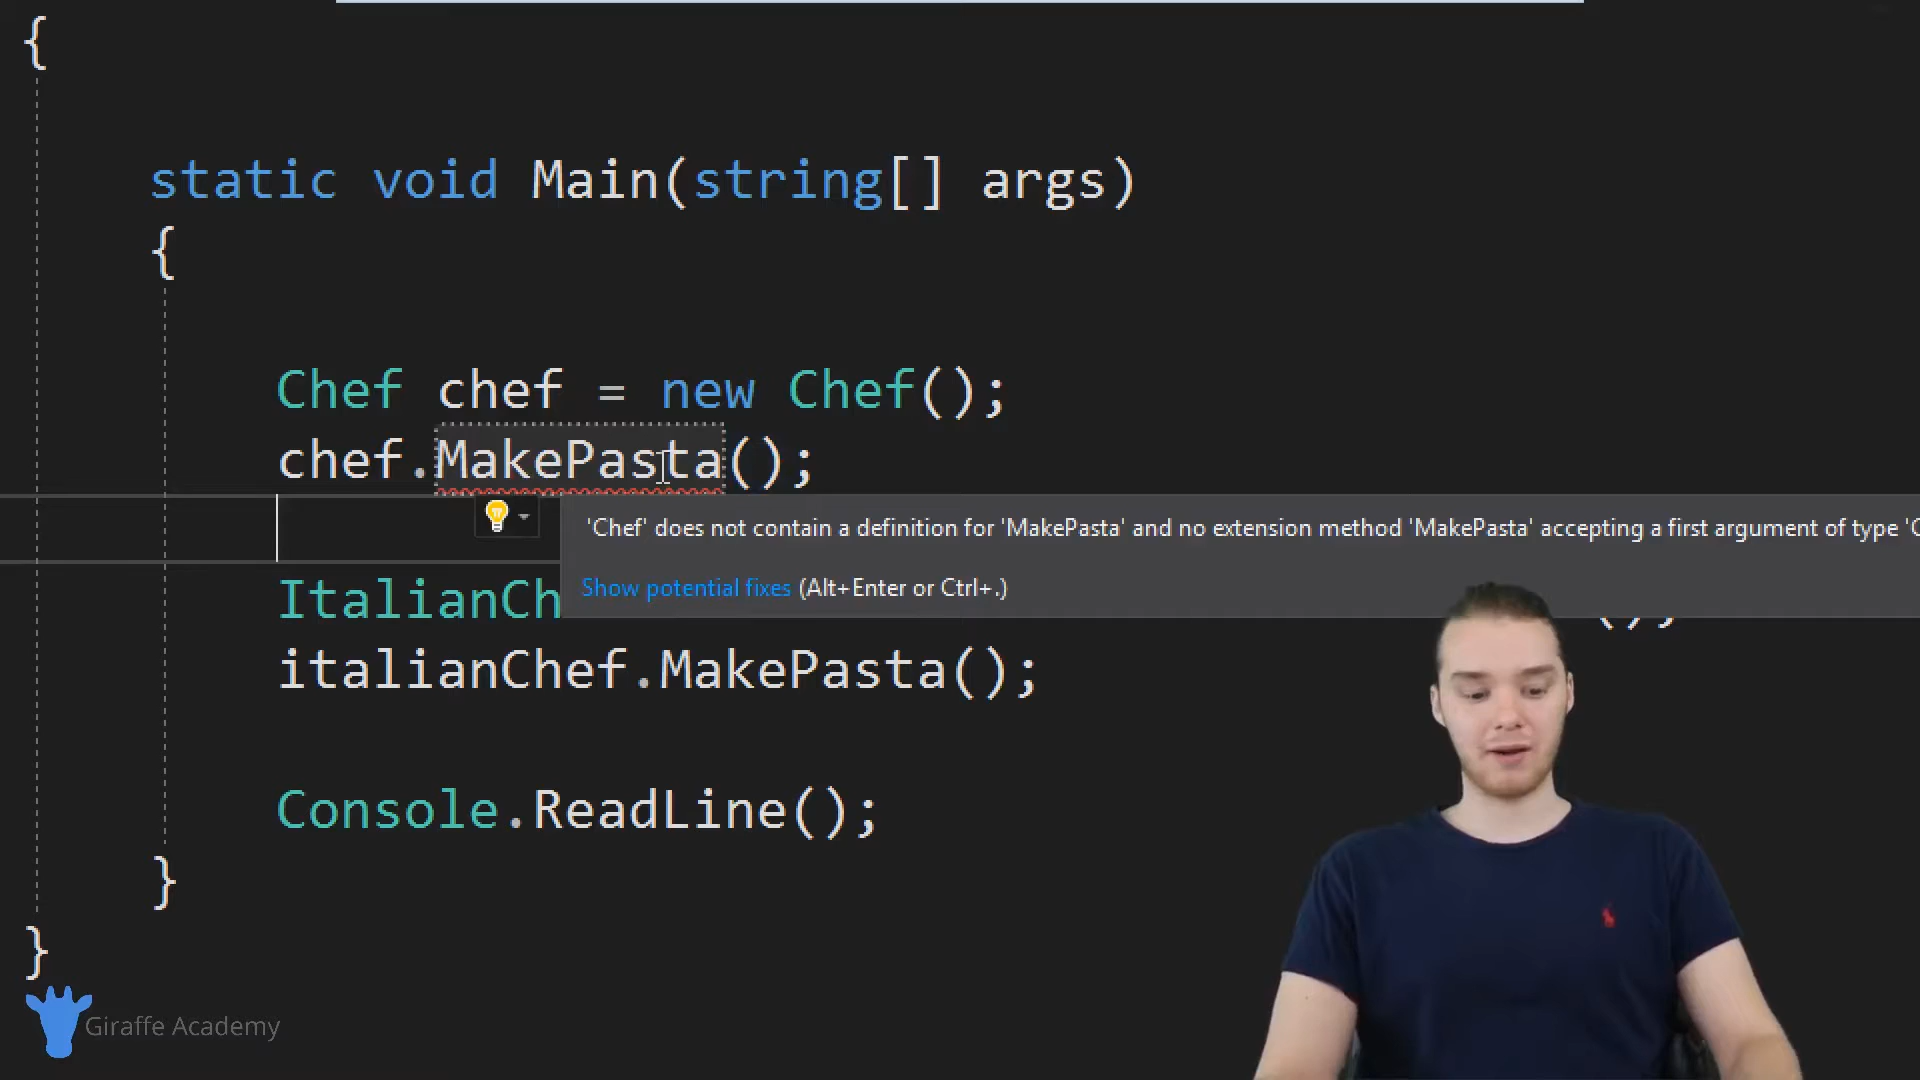 {
static void Main(string[] args)
{
Chef chef = new Chef();
chef.MakePasta();
'Chef' does not contain a definition for 'MakePasta' and no extension method 'MakePasta' accepting a first argument of type
Show potential fixes (Alt+Enter or Ctrl+.)
ItalianCh
();
italianChef.MakePasta();
Console.ReadLine();
}
}
Giraffe Academy